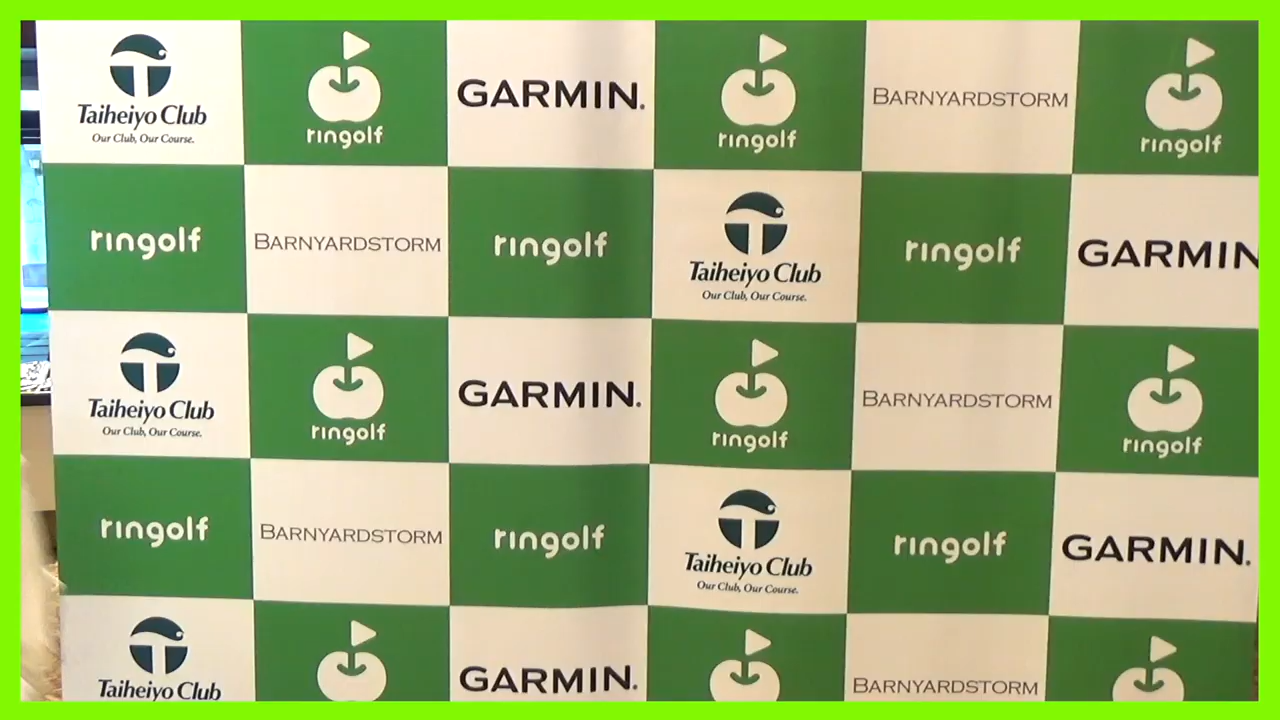 Taiheiyo Club
Our Club, Our Course.
ringolf
GARMIN.
ringolf
BARNYARDSTORM
ringolf
ringolf
BARNYARDSTORM
ringolf
Taiheiyo Club
Our Club, Our Course.
ringolf
GARMIN
Taiheiyo Club
Our Club, Our Course.
ringolf
GARMIN.
ringolf
BARNYARDSTORM
ringolf
ringolf
BARNYARDSTORM
ringolf
Taiheiyo Club
Our Club, Our Course.
ringolf
GARMIN.
Taiheiyo Club
GARMIN.
BARNYARDSTORM